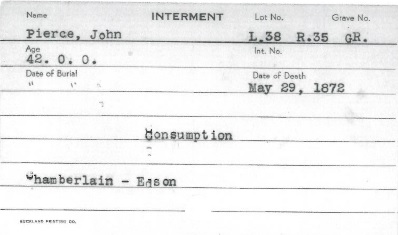 Name INTERMENT Lot No. Grave No.
Pierce, John L.38 R.35 GR.
Age Int. No.
42. 0. 0.
Date of Burial Date of Death
" " " May 29, 1872
Consumption
Chamberlain - Edson
BUCKLAND PRINTING CO.